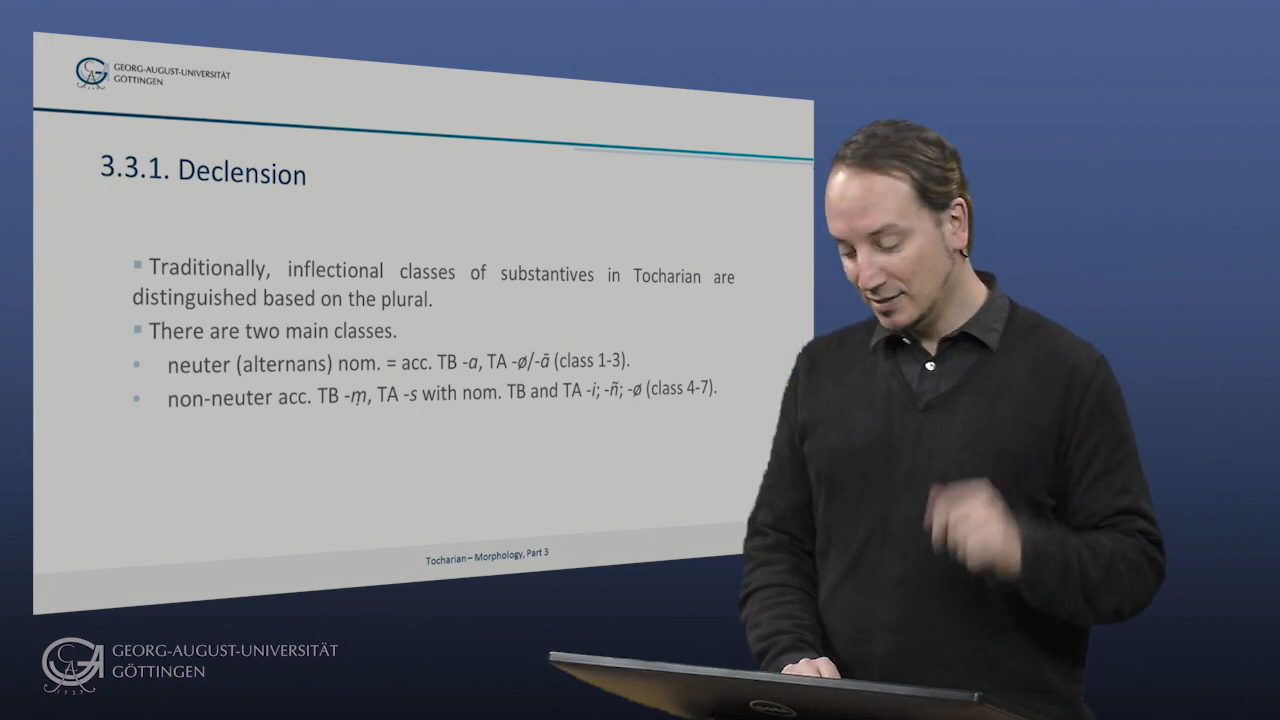 GEORG-AUGUST-UNIVERSITÄT
GÖTTINGEN
3.3.1. Declension
▪ Traditionally, inflectional classes of substantives in Tocharian are
distinguished based on the plural.
▪ There are two main classes.
• neuter (alternans) nom. = acc. TB -a, TA -ø/-ā (class 1-3).
• non-neuter acc. TB -ṃ, TA -s with nom. TB and TA -i; -ñ; -ø (class 4-7).
Tocharian – Morphology, Part 3
GEORG-AUGUST-UNIVERSITÄT
GÖTTINGEN